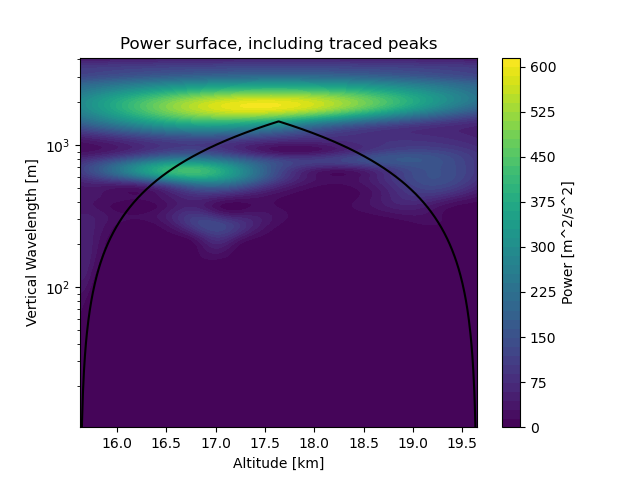 Power surface, including traced peaks
Vertical Wavelength [m]
10^3
10^2
16.0 16.5 17.0 17.5 18.0 18.5 19.0 19.5
Altitude [km]
600
525
450
375
300
225
150
75
0
Power [m^2/s^2]